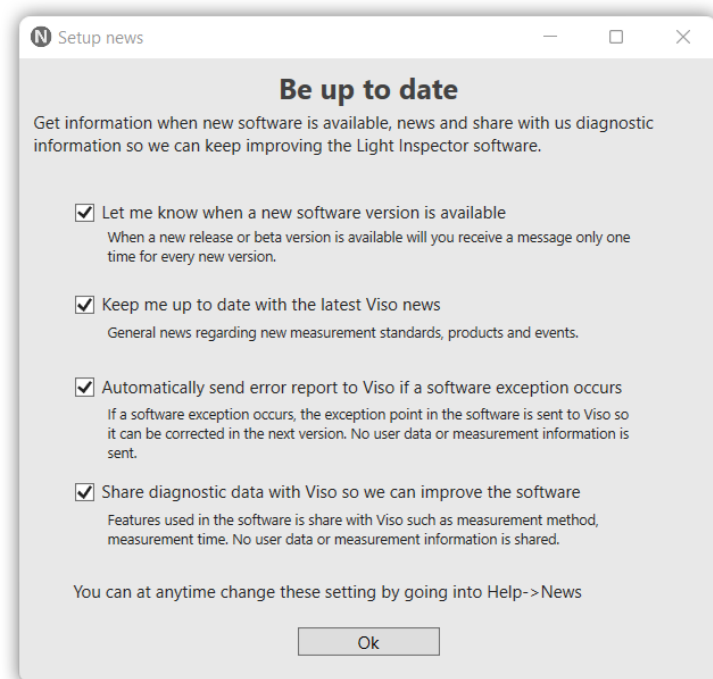 N Setup news
Be up to date
Get information when new software is available, news and share with us diagnostic
information so we can keep improving the Light Inspector software.
Let me know when a new software version is available
When a new release or beta version is available will you receive a message only one
time for every new version.
Keep me up to date with the latest Viso news
General news regarding new measurement standards, products and events.
Automatically send error report to Viso if a software exception occurs
If a software exception occurs, the exception point in the software is sent to Viso so
it can be corrected in the next version. No user data or measurement information is
sent.
Share diagnostic data with Viso so we can improve the software
Features used in the software is share with Viso such as measurement method,
measurement time. No user data or measurement information is shared.
You can at anytime change these setting by going into Help->News
Ok